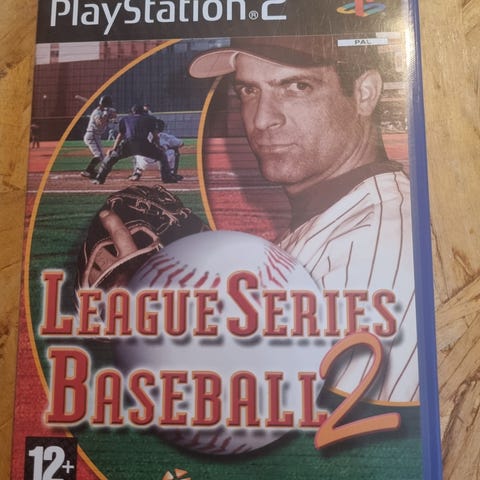 PlayStation®2
PAL
LEAGUE SERIES
BASEBALL 2
12+